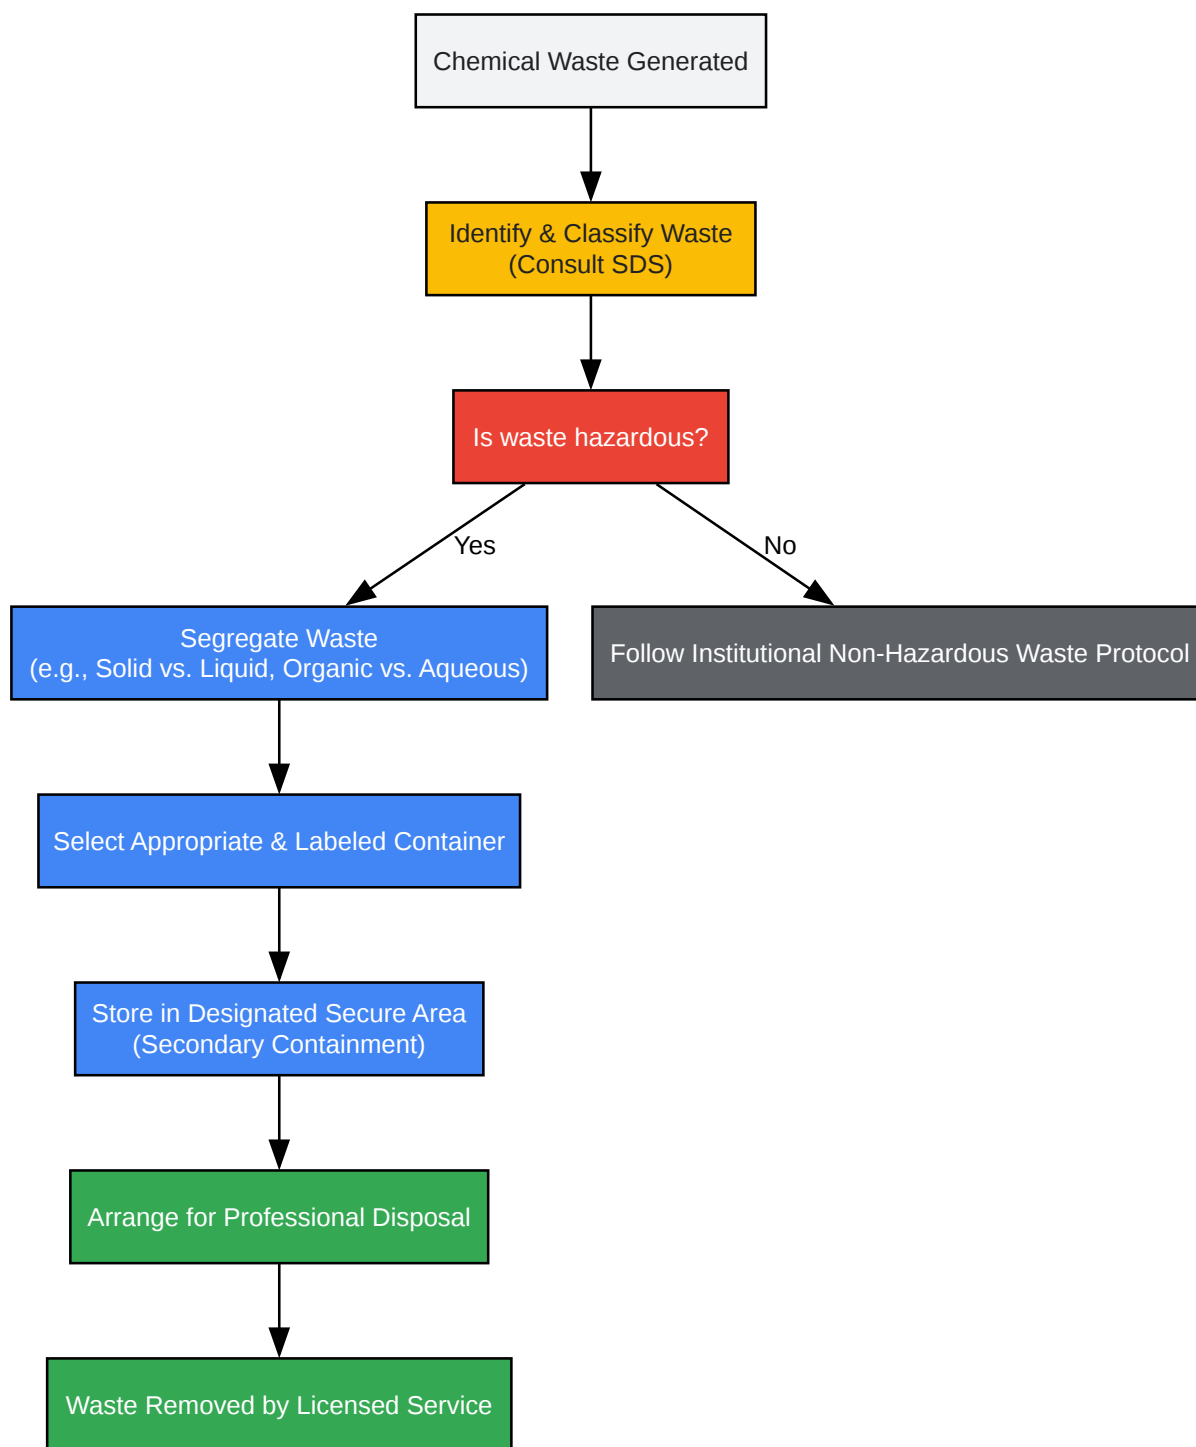 Chemical Waste Generated
Identify & Classify Waste
(Consult SDS)
Is waste hazardous?
Yes
No
Segregate Waste
(e.g., Solid vs. Liquid, Organic vs. Aqueous)
Follow Institutional Non-Hazardous Waste Protocol
Select Appropriate & Labeled Container
Store in Designated Secure Area
(Secondary Containment)
Arrange for Professional Disposal
Waste Removed by Licensed Service